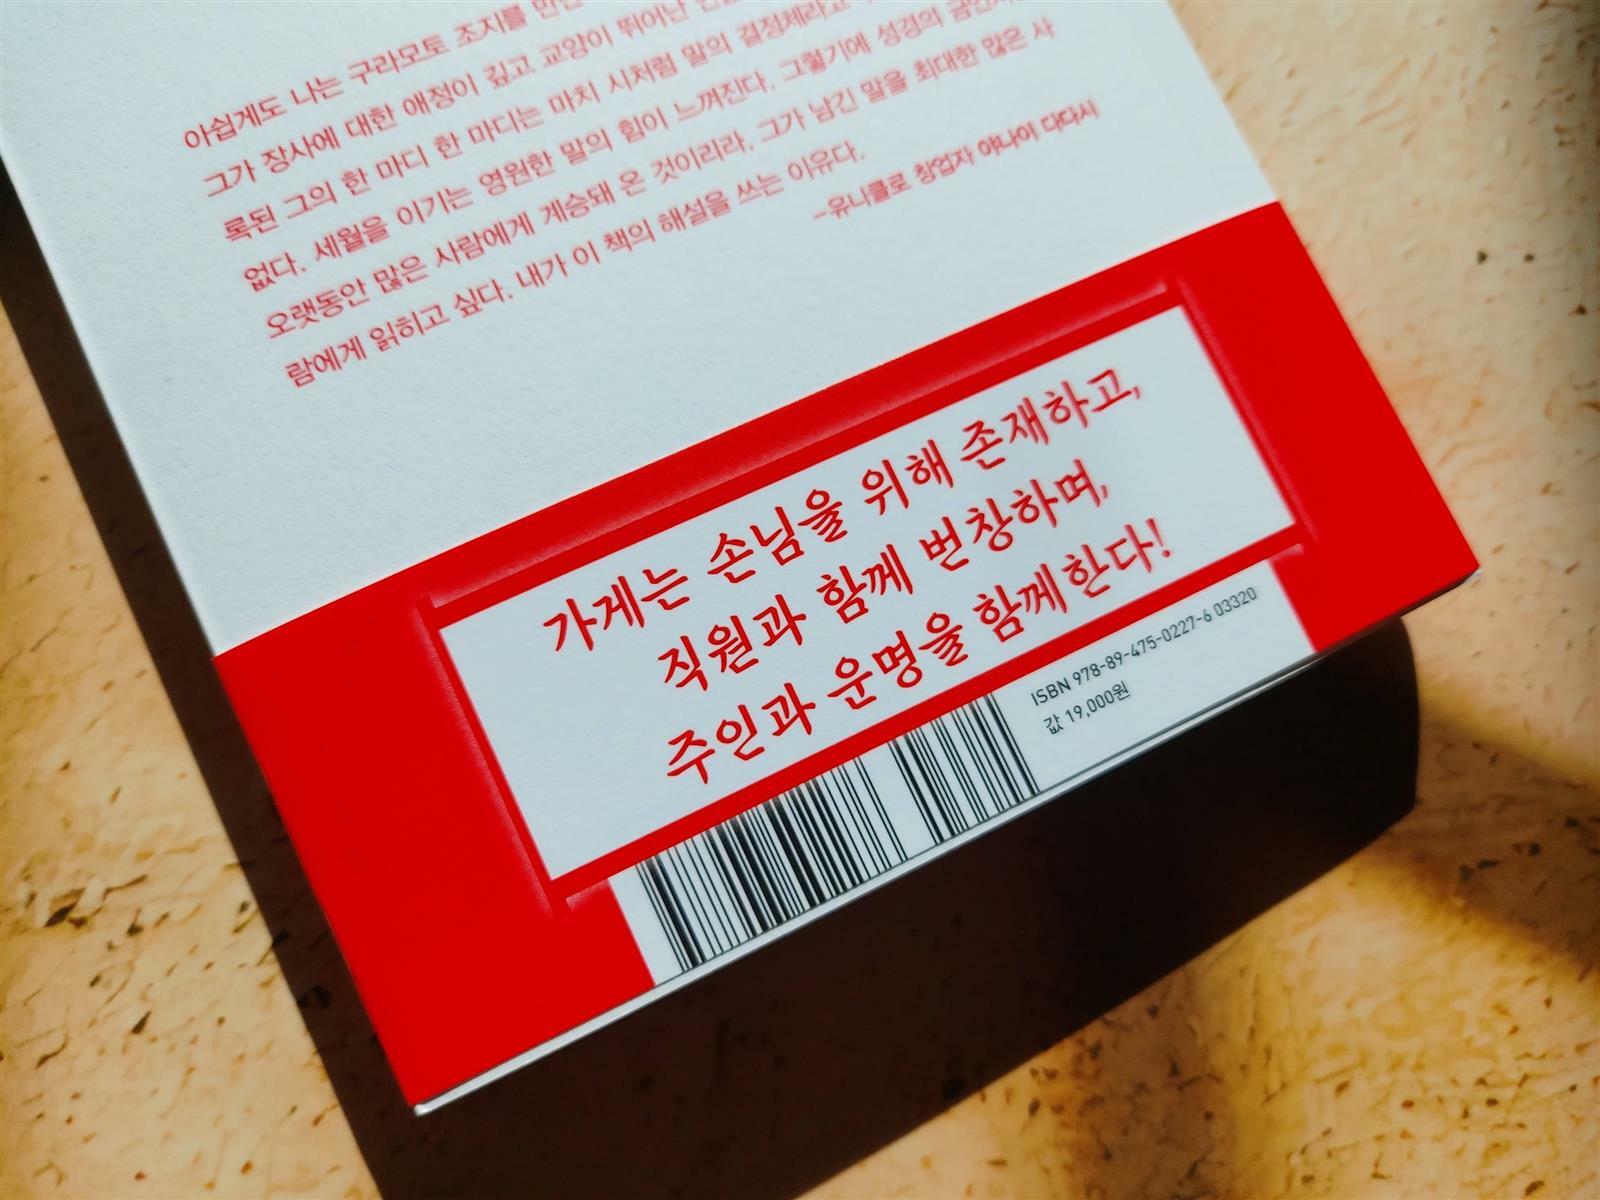 아쉽게도 나는 구라모토 조지를 만난
그가 장사에 대한 애정이 깊고 교양이 뛰어난
록된 그의 한 마디 한 마디는 마치 시처럼 말의 결정체라고
없다. 세월을 이기는 영원한 말의 힘이 느껴진다. 그렇기에 성경의
오랫동안 많은 사람에게 계승돼 온 것이리라. 그가 남긴 말을 최대한 많은 사
람에게 읽히고 싶다. 내가 이 책의 해설을 쓰는 이유다.
-유니클로 창업자 야나이 다다시
가게는 손님을 위해 존재하고,
직원과 함께 번창하며,
주인과 운명을 함께한다!
ISBN 978-89-475-0227-6 03320
값 19,000원